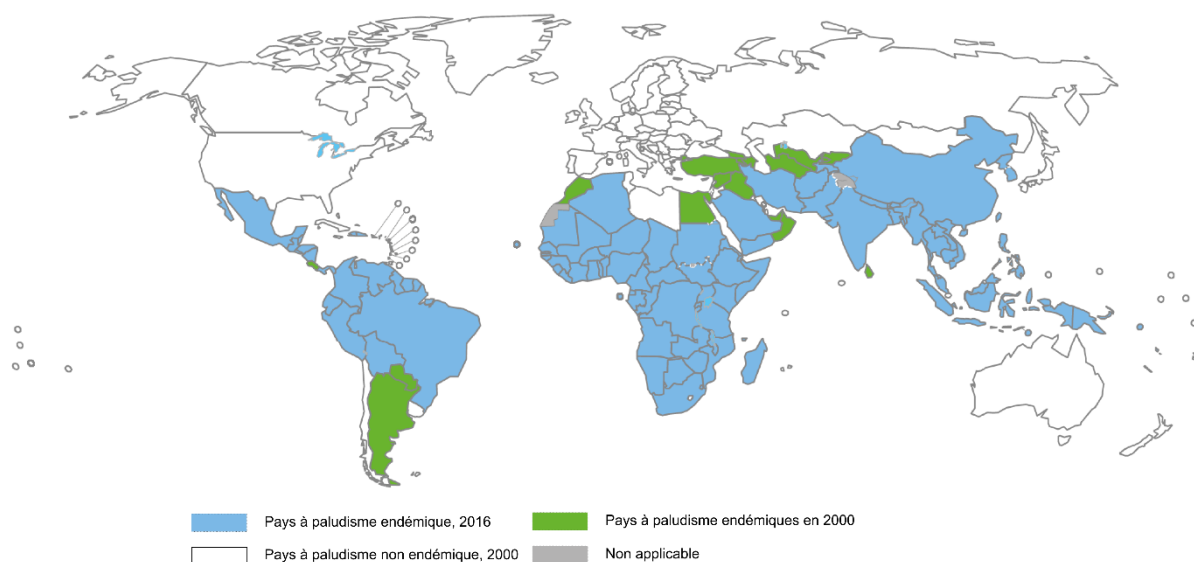 Pays à paludisme endémique, 2016
Pays à paludisme endémiques en 2000
Pays à paludisme non endémique, 2000
Non applicable